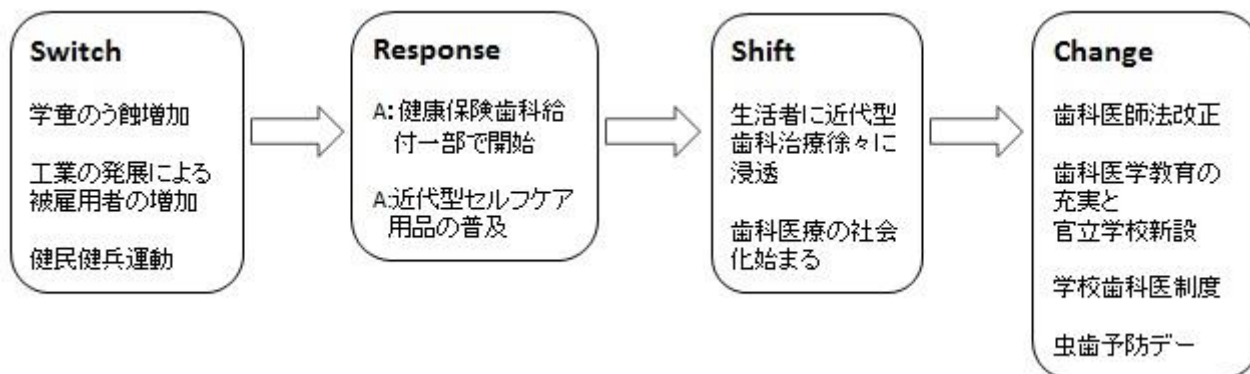 Switch
学童のう蝕増加
工業の発展による
被雇用者の増加
健民健兵運動
Response
A:健康保険歯科給
付一部で開始
A:近代型セルフケア
用品の普及
Shift
生活者に近代型
歯科治療徐々に
浸透
歯科医療の社会
化始まる
Change
歯科医師法改正
歯科医学教育の
充実と
官立学校新設
学校歯科医制度
虫歯予防デー